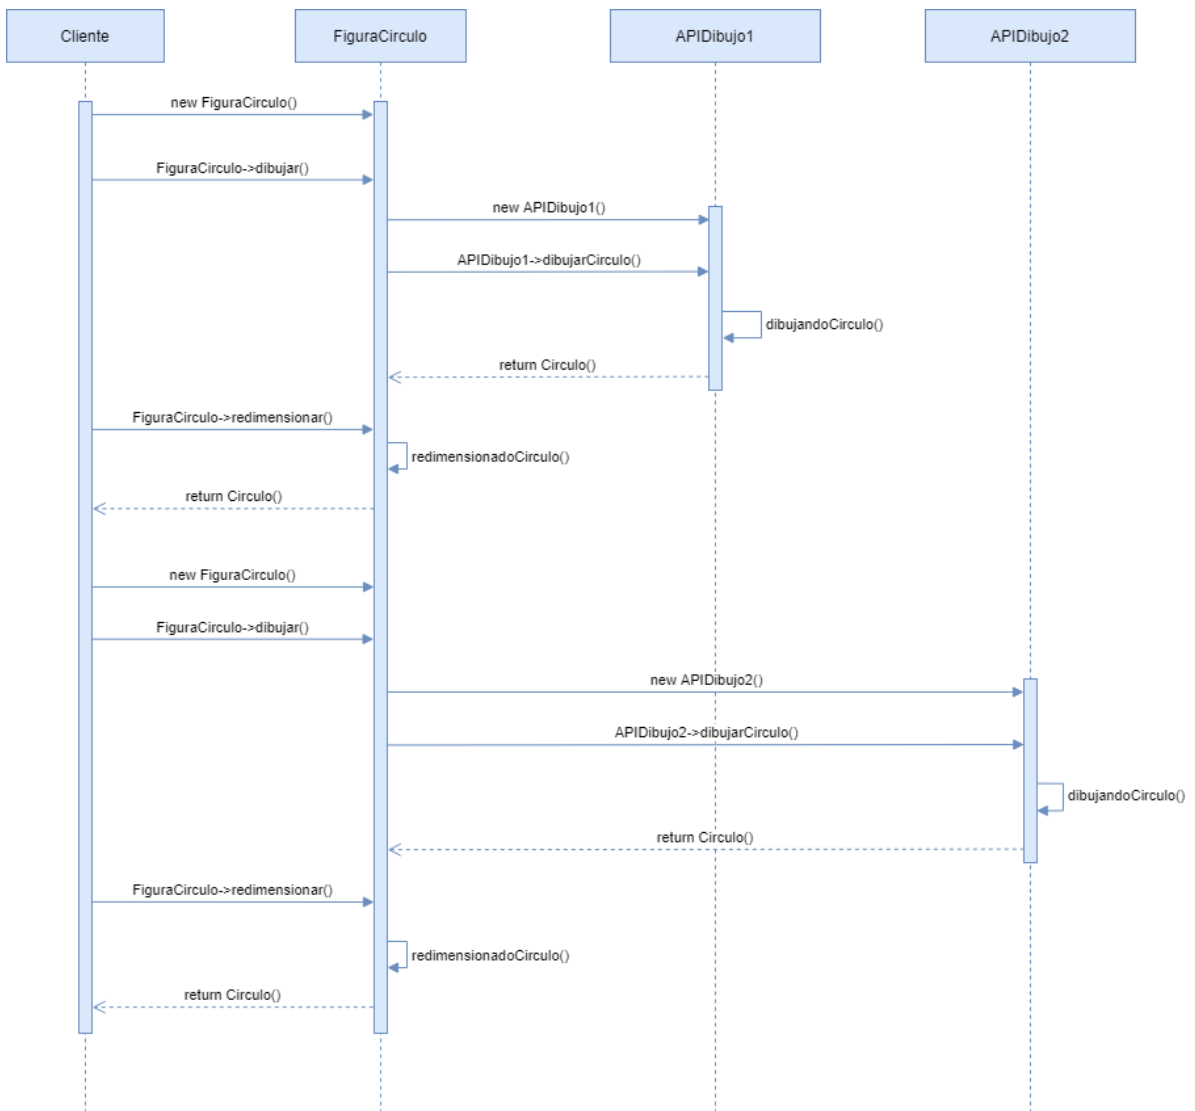 Cliente
FiguraCirculo
APIDibujo1
APIDibujo2
new FiguraCirculo()
FiguraCirculo->dibujar()
new APIDibujo1()
APIDibujo1->dibujarCirculo()
dibujandoCirculo()
return Circulo()
FiguraCirculo->redimensionar()
redimensionadoCirculo()
return Circulo()
new FiguraCirculo()
FiguraCirculo->dibujar()
new APIDibujo2()
APIDibujo2->dibujarCirculo()
dibujandoCirculo()
return Circulo()
FiguraCirculo->redimensionar()
redimensionadoCirculo()
return Circulo()